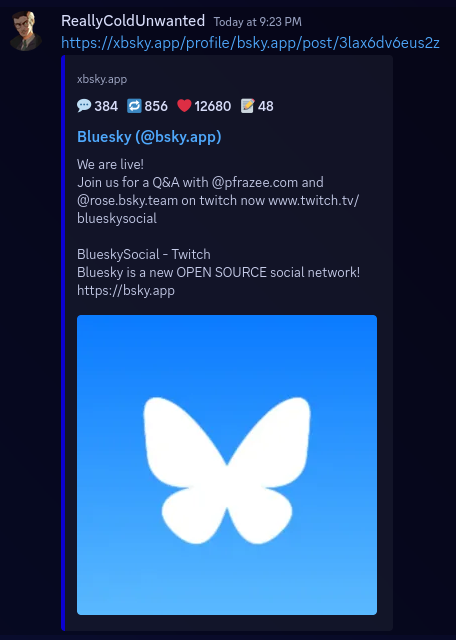 ReallyColdUnwanted Today at 9:23 PM
https://xbsky.app/profile/bsky.app/post/3lax6dv6eus2z
xbsky.app
💬 384 🔁 856 ❤️ 12680 📝 48
Bluesky (@bsky.app)
We are live!
Join us for a Q&A with @pfrazee.com and
@rose.bsky.team on twitch now www.twitch.tv/
blueskysocial
BlueskySocial - Twitch
Bluesky is a new OPEN SOURCE social network!
https://bsky.app